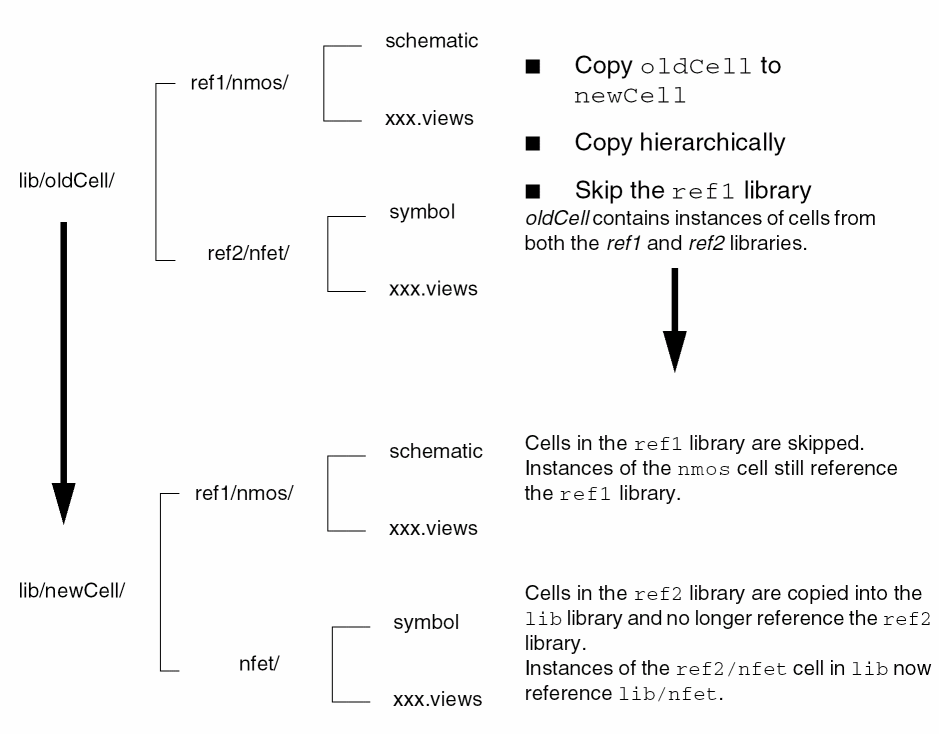 schematic
ref1/nmos/
xxx.views
lib/oldCell/
symbol
ref2/nfet/
xxx.views
■ Copy oldCell to
newCell
■ Copy hierarchically
■ Skip the ref1 library
oldCell contains instances of cells from
both the ref1 and ref2 libraries.
schematic
ref1/nmos/
xxx.views
lib/newCell/
symbol
nfet/
xxx.views
Cells in the ref1 library are skipped.
Instances of the nmos cell still reference
the ref1 library.
Cells in the ref2 library are copied into the
lib library and no longer reference the ref2
library.
Instances of the ref2/nfet cell in lib now
reference lib/nfet.